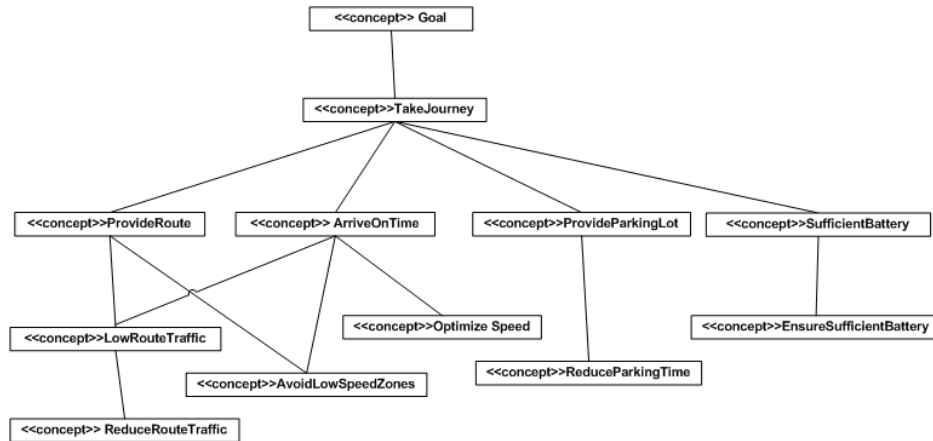 <<concept>> Goal
<<concept>>TakeJourney
<<concept>>ProvideRoute
<<concept>> ArriveOnTime
<<concept>>ProvideParkingLot
<<concept>>SufficientBattery
<<concept>>LowRouteTraffic
<<concept>>Optimize Speed
<<concept>>EnsureSufficientBattery
<<concept>>AvoidLowSpeedZones
<<concept>>ReduceParkingTime
<<concept>> ReduceRouteTraffic